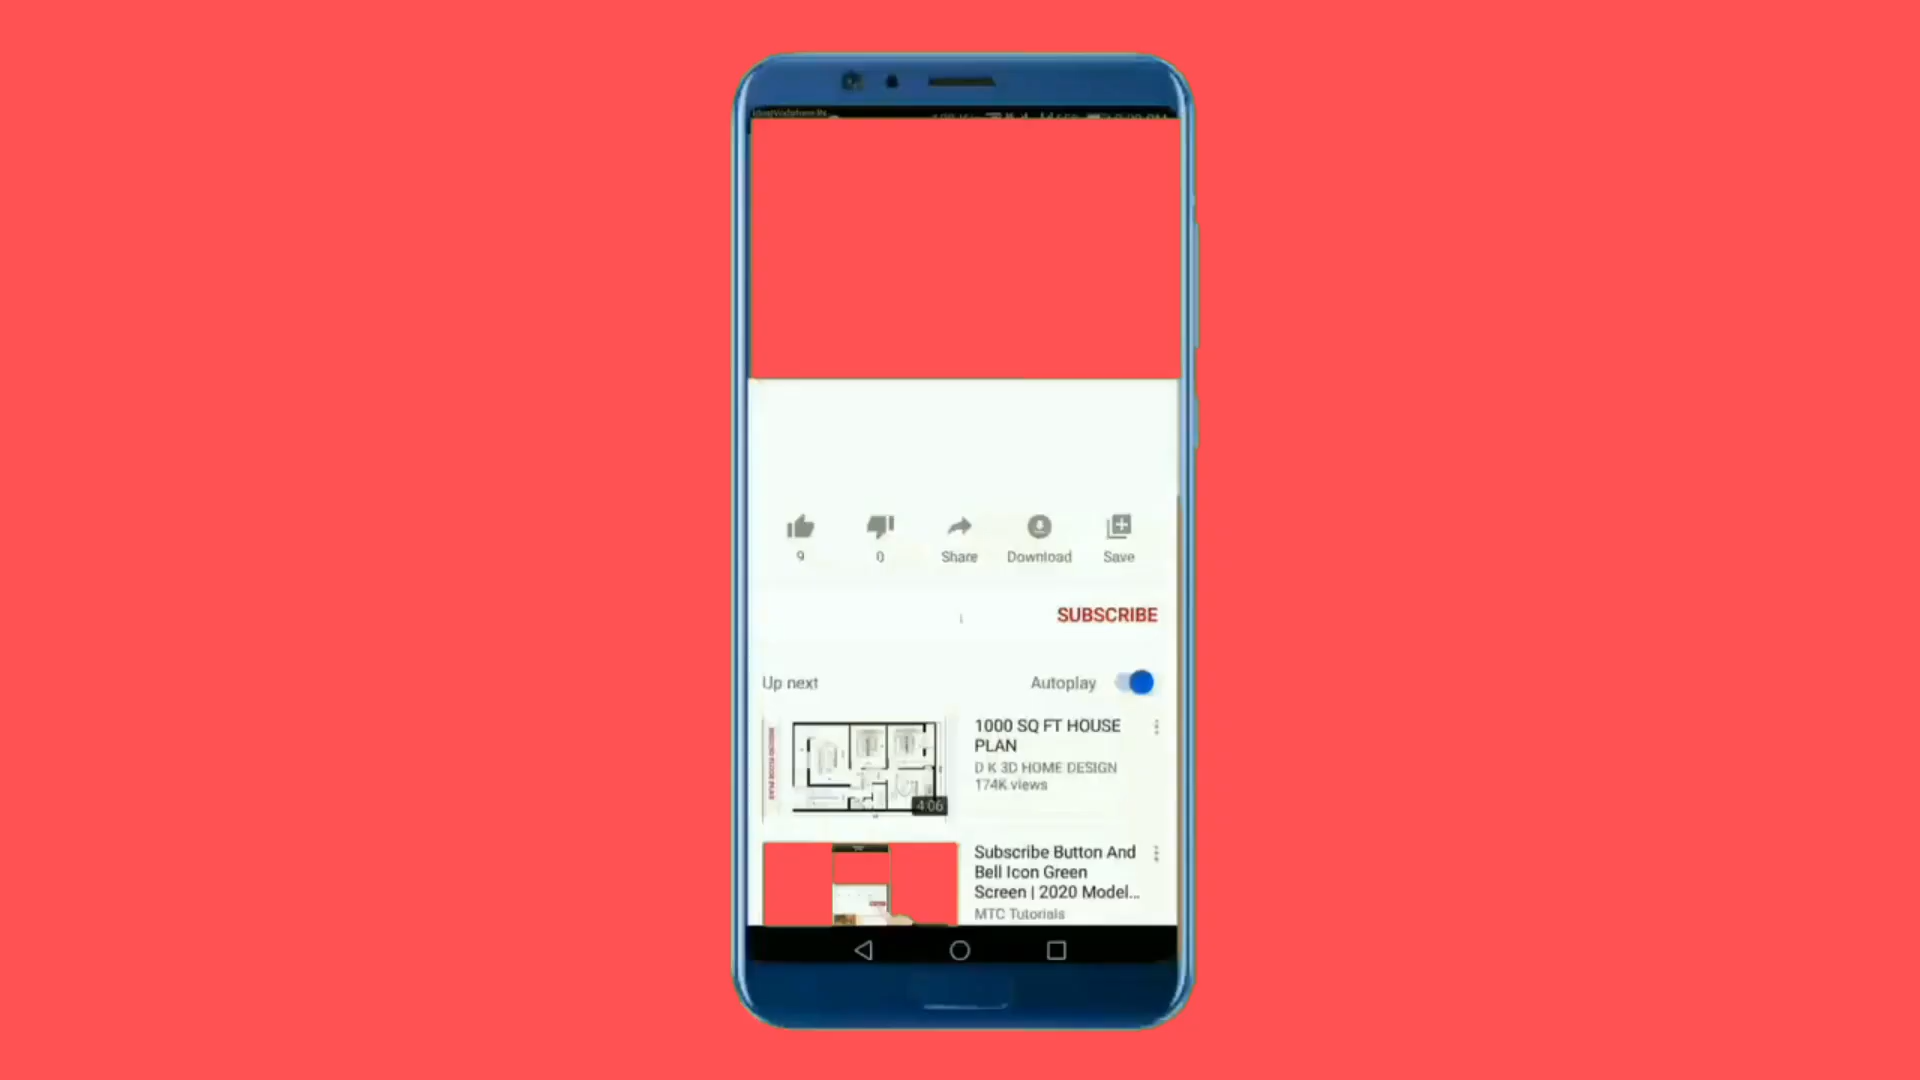 9
0
Share
Download
Save
SUBSCRIBE
Up next
Autoplay
1000 SQ FT HOUSE
PLAN
D K 3D HOME DESIGN
174K views
4:06
Subscribe Button And
Bell Icon Green
Screen | 2020 Model...
MTC Tutorials